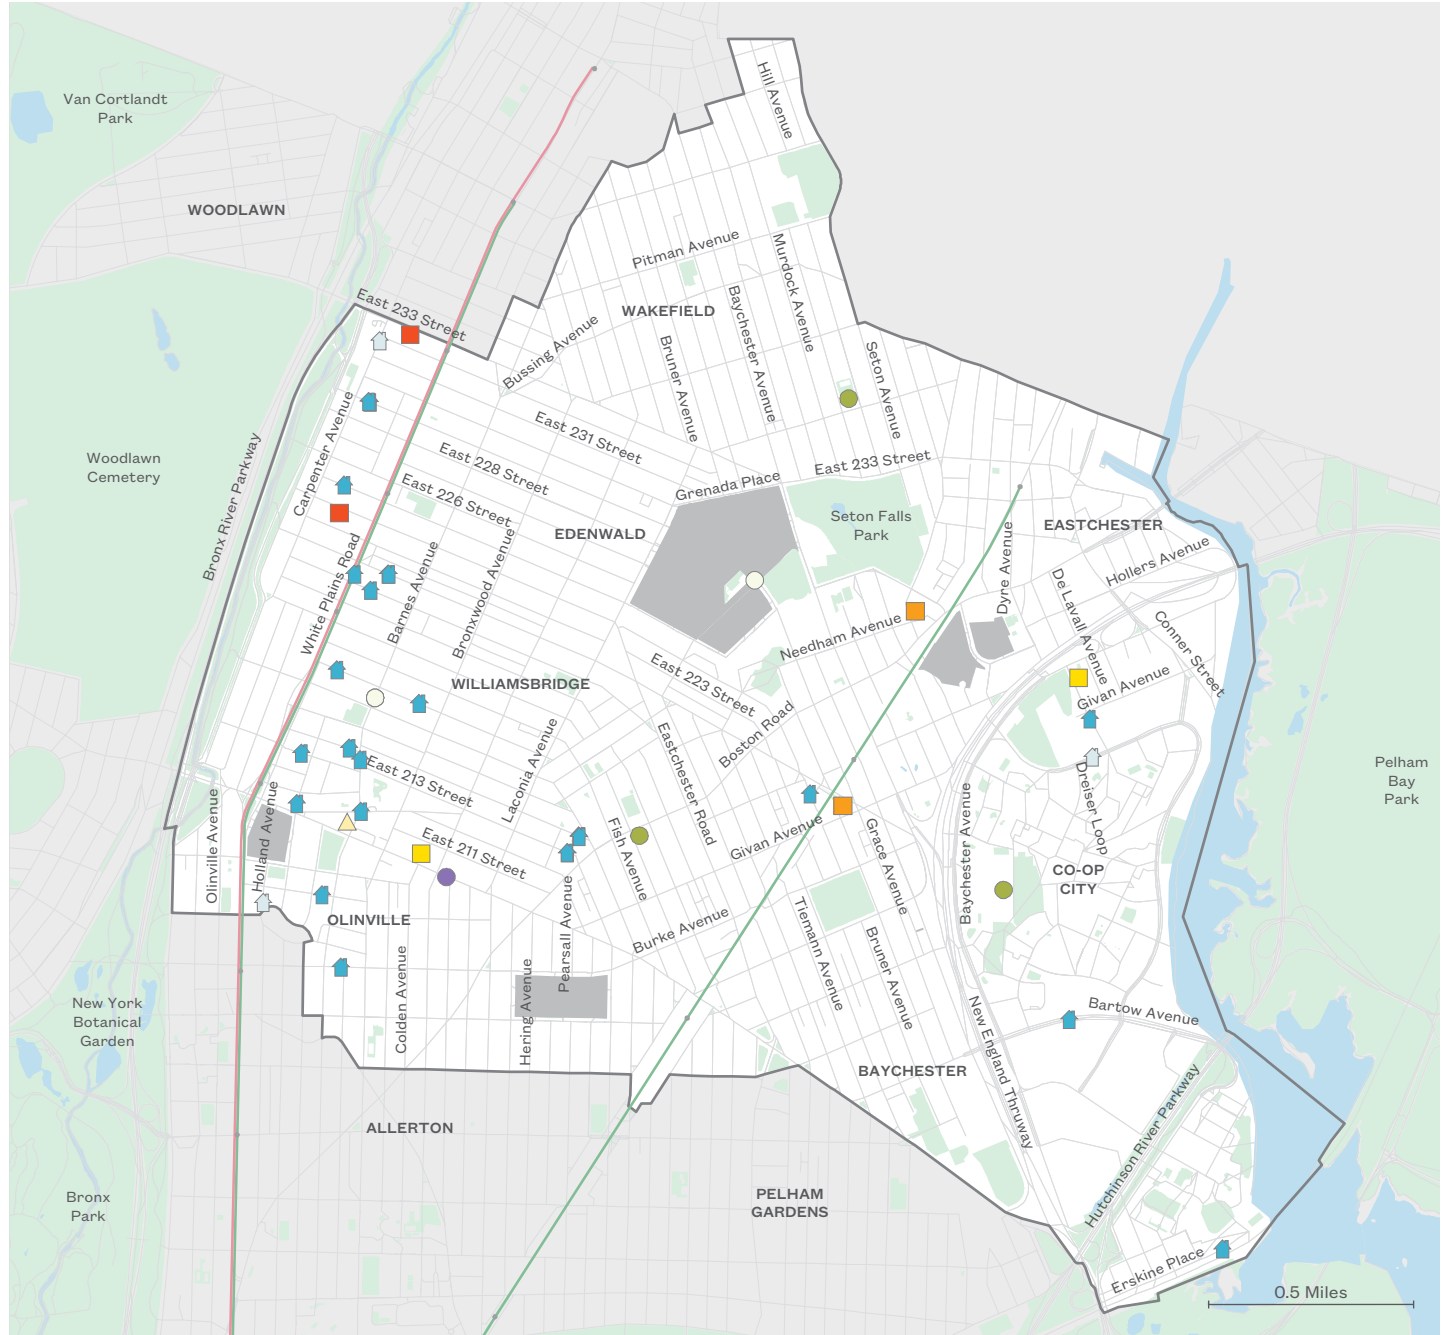 Hill Avenue
Van Cortlandt
Park
WOODLAWN
Pitman Avenue
Murdock Avenue
WAKEFIELD
Baychester Avenue
East 233 Street
Bussing Avenue
Bruner Avenue
Seton Avenue
Carpenter Avenue
East 231 Street
Bronx River Parkway
Woodlawn
Cemetery
East 228 Street
East 233 Street
Grenada Place
East 226 Street
Seton Falls
Park
EASTCHESTER
EDENWALD
Dyne Avenue
Hollers Avenue
White Plains Road
Barnes Avenue
Bronxwood Avenue
De Lavall Avenue
Conner Street
Needham Avenue
East 223 Street
WILLIAMSBRIDGE
Givan Avenue
Boston Road
Eastchester Road
Laconia Avenue
East 213 Street
Pelham
Bay
Park
Dreiser Loop
Olinville Avenue
Holland Avenue
Baychester Avenue
Givan Avenue
Fish Avenue
Grace Avenue
East 211 Street
CO-OP
CITY
OLINVILLE
Pearsall Avenue
Burke Avenue
Tiemann Avenue
Bruner Avenue
Colden Avenue
Hering Avenue
New York
Botanical
Garden
Bartow Avenue
New England Thruway
BAYCHESTER
ALLERTON
Hutchinson River Parkway
PELHAM
GARDENS
Bronx
Park
Erskine Place
0.5 Miles